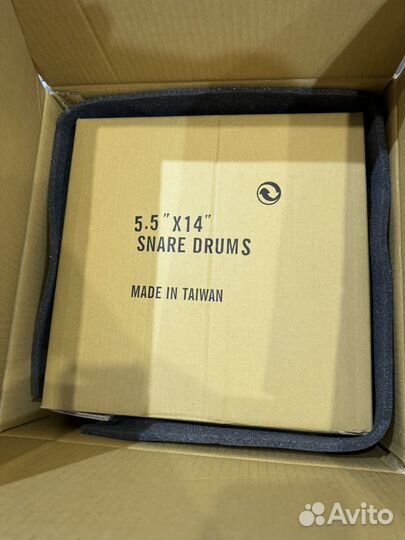 5.5"X14"
SNARE DRUMS
MADE IN TAIWAN
Avito